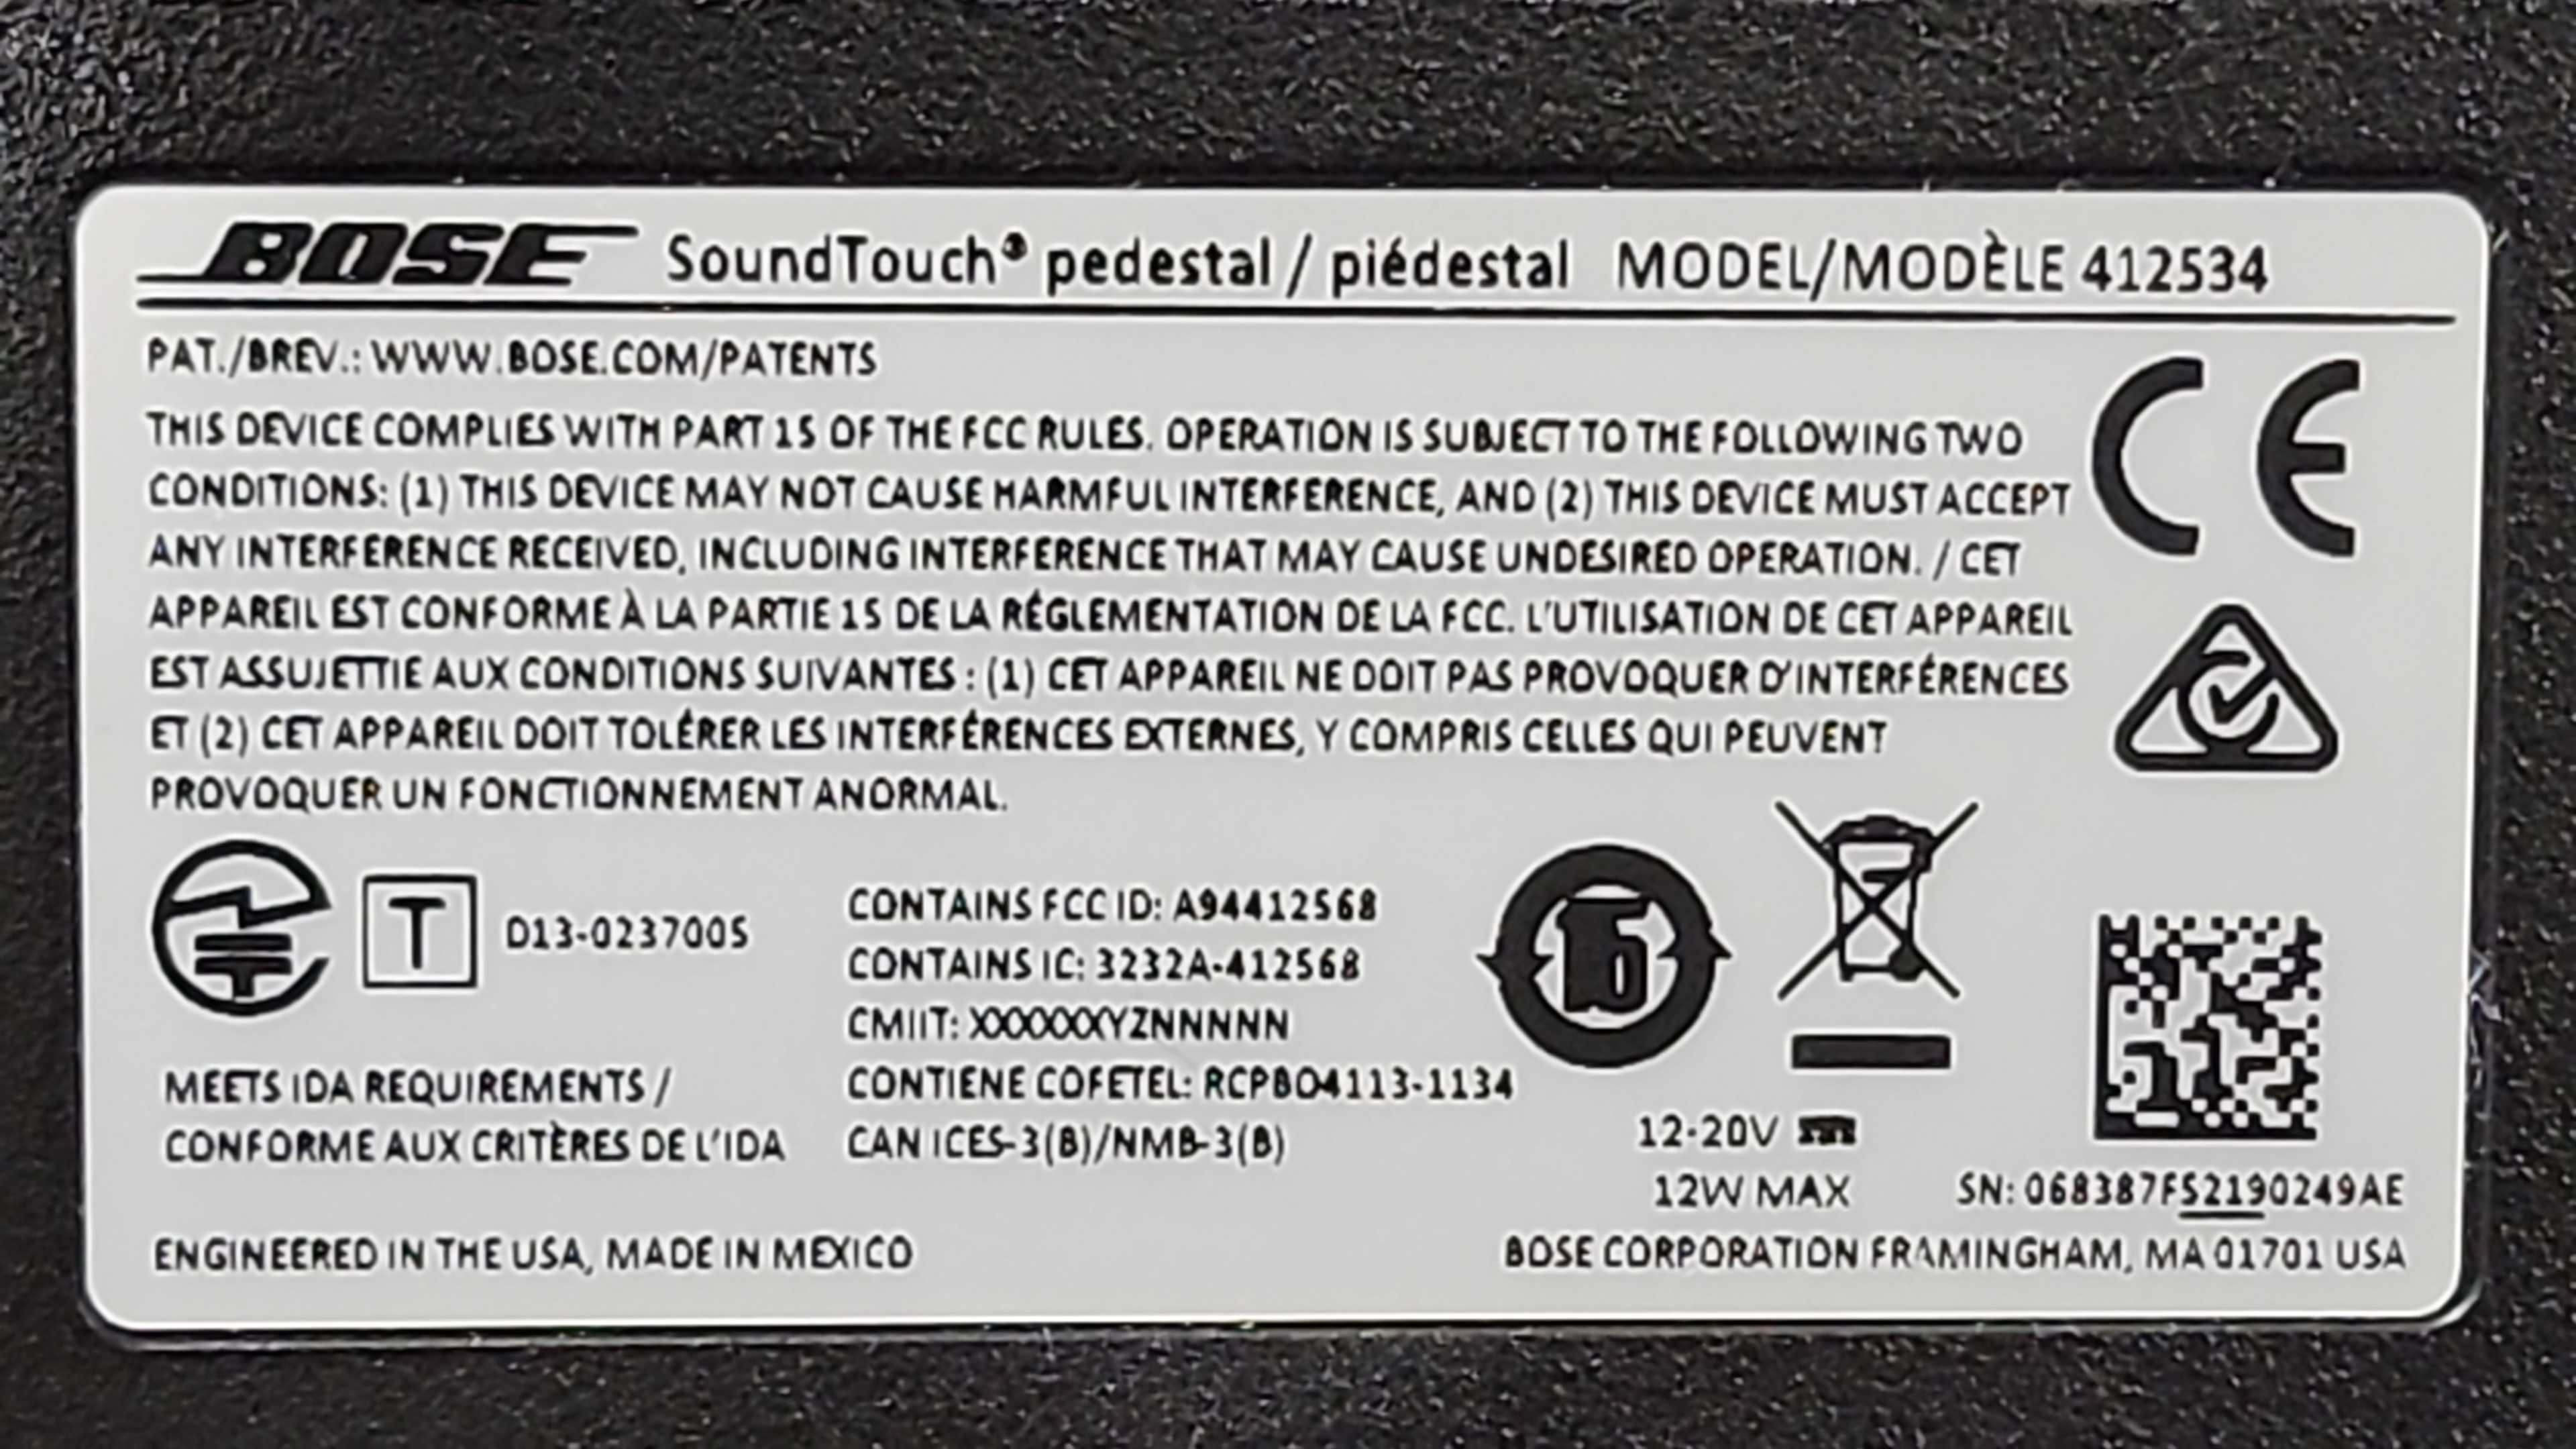 BOSE SoundTouch® pedestal / piédestal MODEL/MODÈLE 412534
PAT./BREV.: WWW.BOSE.COM/PATENTS
THIS DEVICE COMPLIES WITH PART 15 OF THE FCC RULES. OPERATION IS SUBJECT TO THE FOLLOWING TWO
CONDITIONS: (1) THIS DEVICE MAY NOT CAUSE HARMFUL INTERFERENCE, AND (2) THIS DEVICE MUST ACCEPT
ANY INTERFERENCE RECEIVED, INCLUDING INTERFERENCE THAT MAY CAUSE UNDESIRED OPERATION. / CET
APPAREIL EST CONFORME À LA PARTIE 15 DE LA RÉGLEMENTATION DE LA FCC. L'UTILISATION DE CET APPAREIL
EST ASSUJETTIE AUX CONDITIONS SUIVANTES : (1) CET APPAREIL NE DOIT PAS PROVOQUER D'INTERFÉRENCES
ET (2) CET APPAREIL DOIT TOLÉRER LES INTERFÉRENCES EXTERNES, Y COMPRIS CELLES QUI PEUVENT
PROVOQUER UN FONCTIONNEMENT ANORMAL.
CE
T D13-0237005
MEETS IDA REQUIREMENTS /
CONFORME AUX CRITÈRES DE L'IDA
CONTAINS FCC ID: A94412568
CONTAINS IC: 3232A-412568
CMIIT: XXXXXXYZNNNNN
CONTIENE COFETEL: RCPBO4113-1134
CAN ICES-3(B)/NMB-3(B)
15
12-20V
12W MAX
SN: 068387F52190249AE
ENGINEERED IN THE USA, MADE IN MEXICO
BOSE CORPORATION FRAMINGHAM, MA 01701 USA